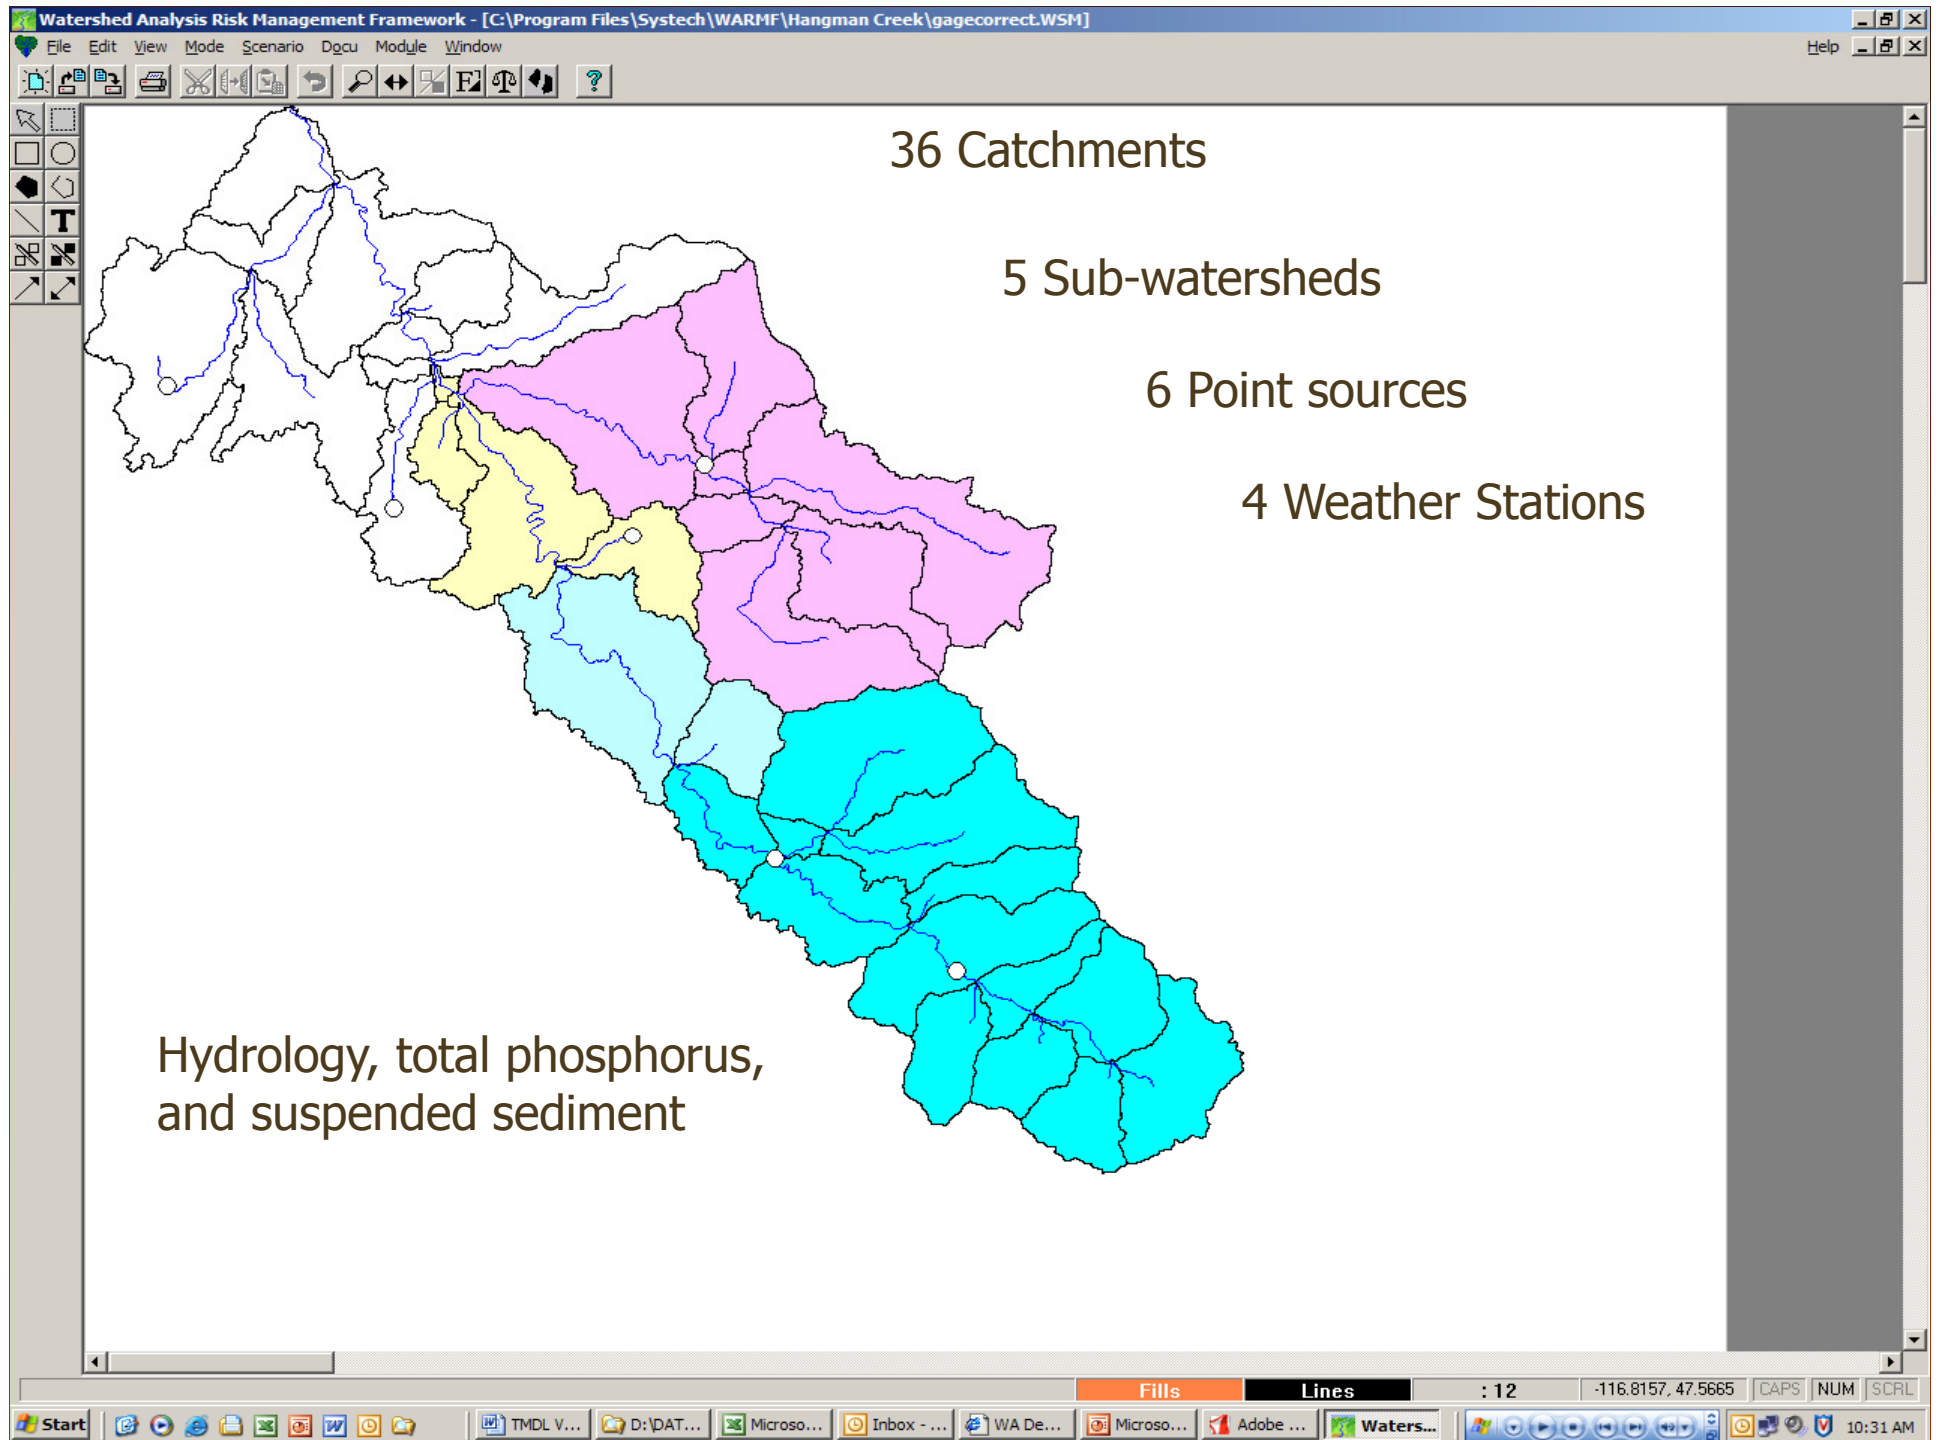 Watershed Analysis Risk Management Framework - [C:\Program Files\Systech\WARMF\Hangman Creek\gagecorrect.WSM]
File Edit View Mode Scenario Docu Module Window Help
T
36 Catchments
5 Sub-watersheds
6 Point sources
4 Weather Stations
Hydrology, total phosphorus,
and suspended sediment
Fills Lines : 12 -116.8157, 47.5665 CAPS NUM SCRL
Start TMDL V... D:\DAT... Microso... Inbox - ... WA De... Microso... Adobe ... Waters... 10:31 AM